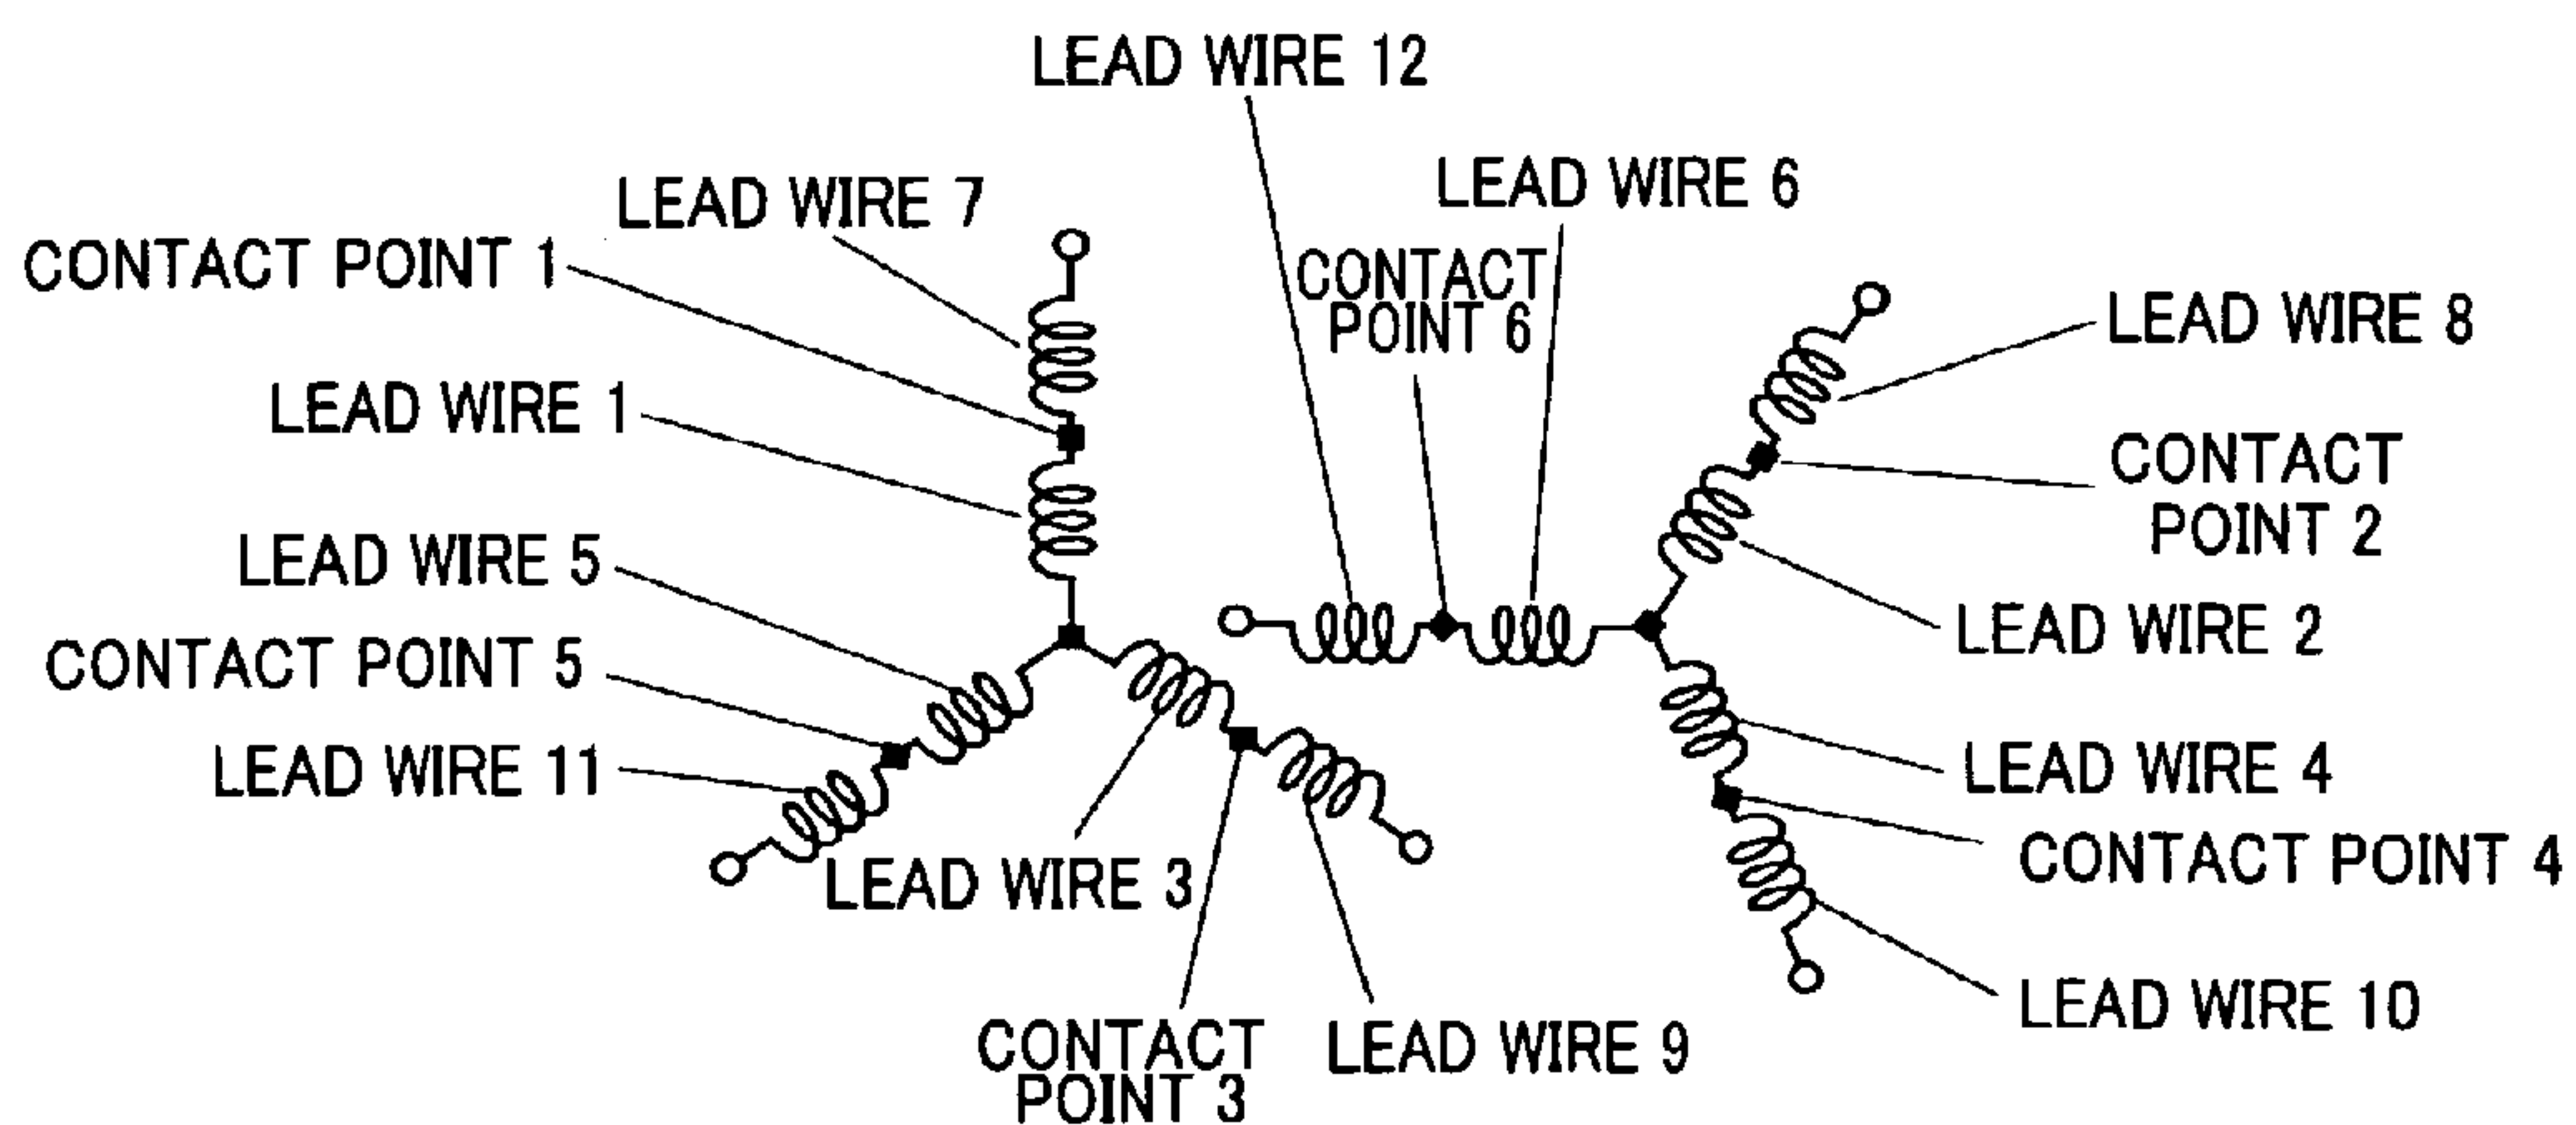 LEAD WIRE 12
LEAD WIRE 7
LEAD WIRE 6
CONTACT POINT 1
CONTACT
POINT 6
LEAD WIRE 8
LEAD WIRE 1
CONTACT
POINT 2
LEAD WIRE 5
LEAD WIRE 2
CONTACT POINT 5
LEAD WIRE 11
LEAD WIRE 4
LEAD WIRE 3
CONTACT POINT 4
LEAD WIRE 10
CONTACT
POINT 3
LEAD WIRE 9